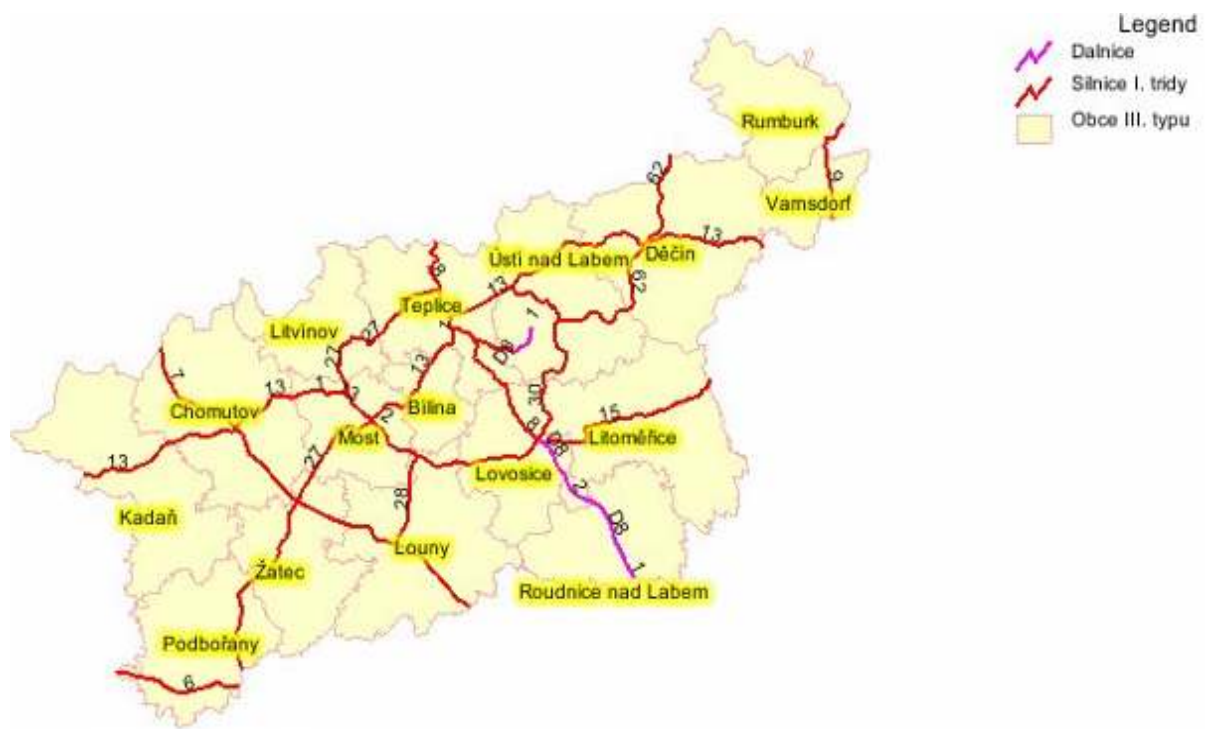 Legend
Dalnice
Silnice I. tridy
Obce III. typu
Rumburk
9
Varnsdorf
62
13
Děčín
Ústí nad Labem
62
8
13
Teplice
1
1
Litvínov
27
D8
27
13
7
13
1
30
Chomutov
Bílina
15
2
8
Most
Litoměřice
D8
13
27
Lovosice
2
28
Kadaň
D8
Louny
Žatec
1
Roudnice nad Labem
Podbořany
6